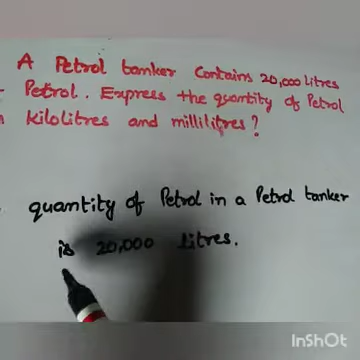 A Petrol tanker Contains 20,000 litres
Petrol. Express the quantity of Petrol
kilolitres and millilitres?
quantity of Petrol in a Petrol tanker
is 20,000 litres.
InShOt